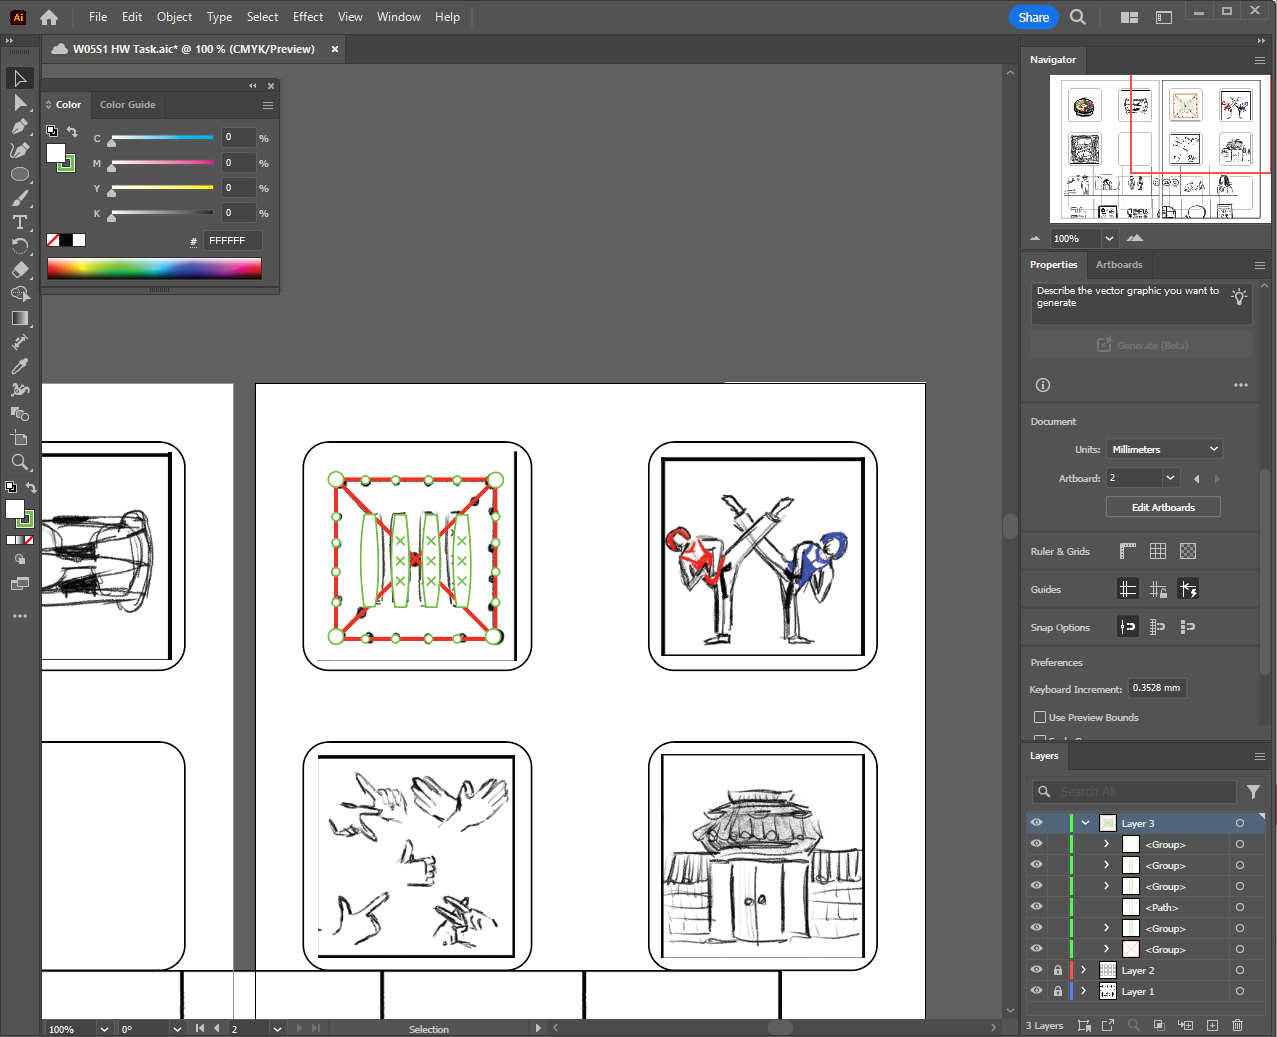 Ai
File Edit Object Type Select Effect View Window Help
Share
W05S1 HW Task.aic* @ 100 % (CMYK/Preview)
Color Color Guide
C 0 %
M 0 %
Y 0 %
K 0 %
# FFFFFF
Navigator
100%
Properties Artboards
Describe the vector graphic you want to
generate
Generate (Beta)
Document
Units: Millimeters
Artboard: 2
Edit Artboards
Ruler & Grids
Guides
Snap Options
Preferences
Keyboard Increment: 0.3528 mm
Use Preview Bounds
Layers
Search All
Layer 3
<Group>
<Group>
<Group>
<Path>
<Group>
<Group>
Layer 2
Layer 1
3 Layers
100% 0° 2 Selection